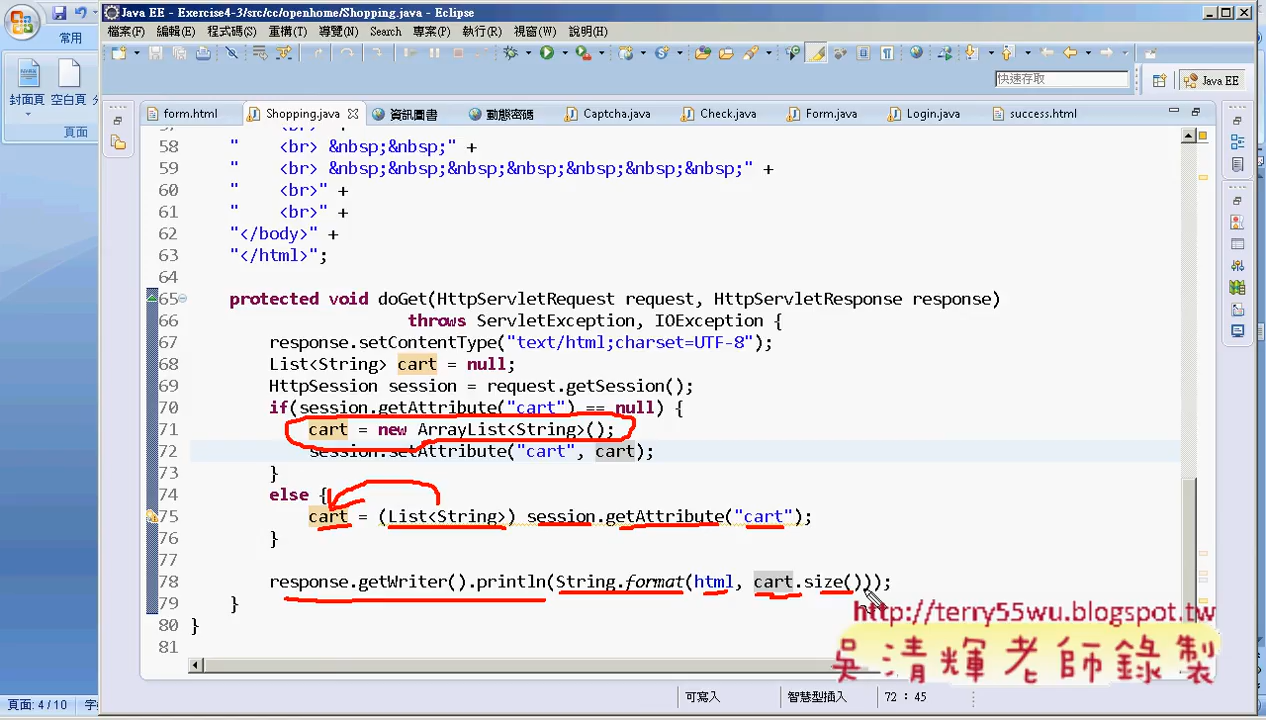 Java EE - Exercise4-3/src/cc/openhome/Shopping.java - Eclipse
常用
檔案(F) 編輯(E) 程式碼(S) 重構(T) 導覽(N) Search 專案(P) 執行(R) 視窗(W) 說明(H)
封面頁 空白頁
頁面
快速存取
Java EE
form.html Shopping.java 資訊圖書 動態密碼 Captcha.java Check.java Form.java Login.java success.html
58 "    <br> &nbsp;&nbsp;" +
59 "    <br> &nbsp;&nbsp;&nbsp;&nbsp;&nbsp;&nbsp;&nbsp;" +
60 "    <br>" +
61 "    <br>" +
62 "</body>" +
63 "</html>";
64
65 protected void doGet(HttpServletRequest request, HttpServletResponse response)
66 throws ServletException, IOException {
67 response.setContentType("text/html;charset=UTF-8");
68 List<String> cart = null;
69 HttpSession session = request.getSession();
70 if(session.getAttribute("cart") == null) {
71 cart = new ArrayList<String>();
72 session.setAttribute("cart", cart);
73 }
74 else {
75 cart = (List<String>) session.getAttribute("cart");
76 }
77
78 response.getWriter().println(String.format(html, cart.size()));
79 }
80 }
81
http://terry55wu.blogspot.tw
吳清輝老師錄製
可寫入 智慧型插入 72 : 45
頁面: 4/10